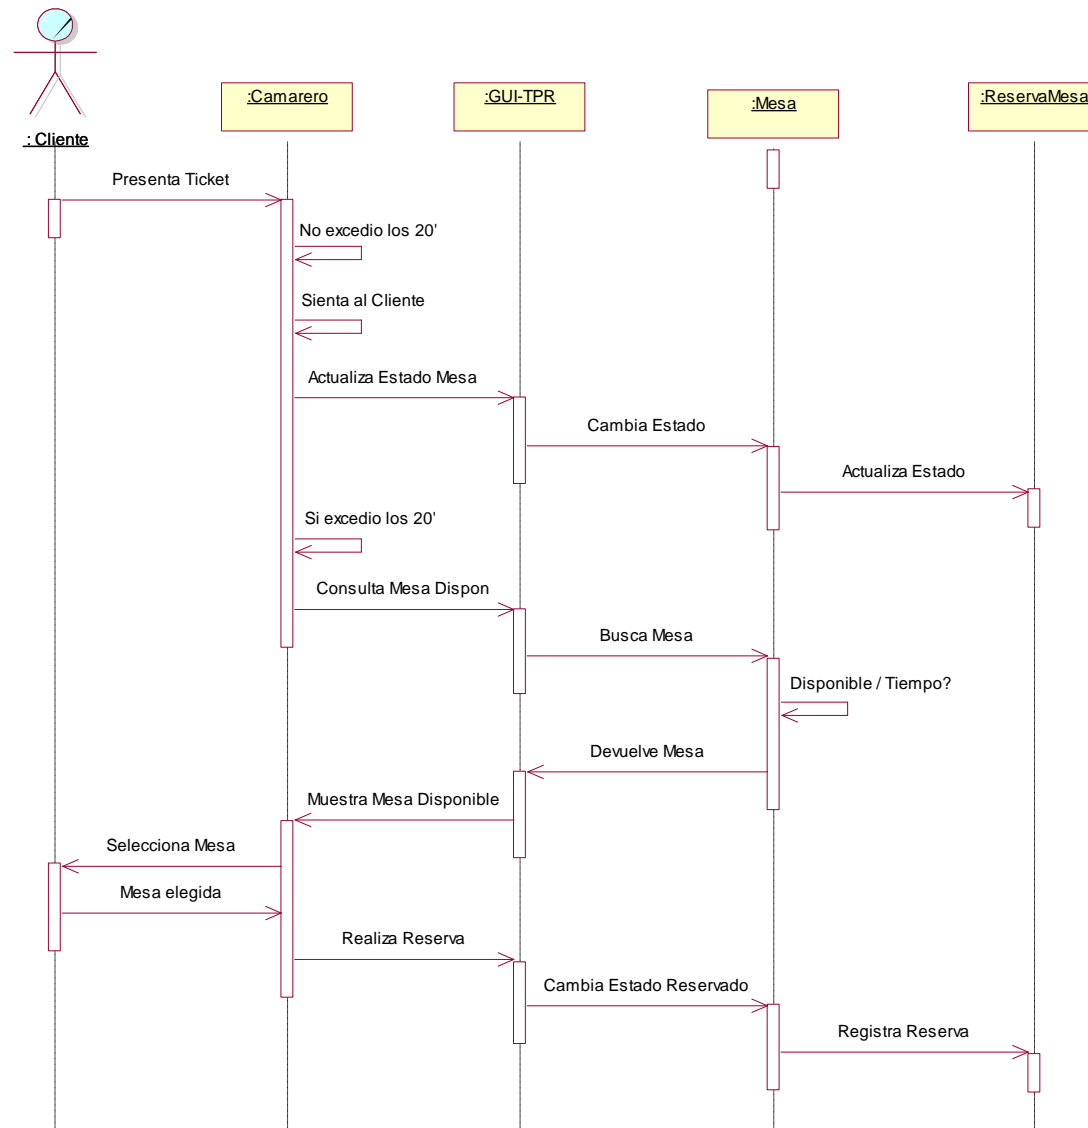 : Cliente
:Camarero
:GUI-TPR
:Mesa
:ReservaMesa
Presenta Ticket
No excedio los 20'
Sienta al Cliente
Actualiza Estado Mesa
Cambia Estado
Actualiza Estado
Si excedio los 20'
Consulta Mesa Dispon
Busca Mesa
Disponible / Tiempo?
Devuelve Mesa
Muestra Mesa Disponible
Selecciona Mesa
Mesa elegida
Realiza Reserva
Cambia Estado Reservado
Registra Reserva